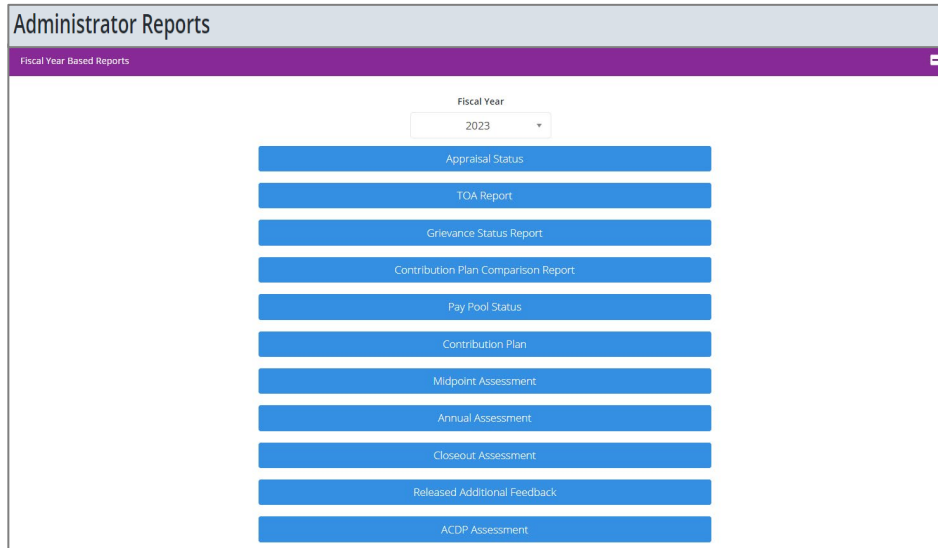 Administrator Reports
Fiscal Year Based Reports
Fiscal Year
2023
Appraisal Status
TOA Report
Grievance Status Report
Contribution Plan Comparison Report
Pay Pool Status
Contribution Plan
Midpoint Assessment
Annual Assessment
Closeout Assessment
Released Additional Feedback
ACDP Assessment